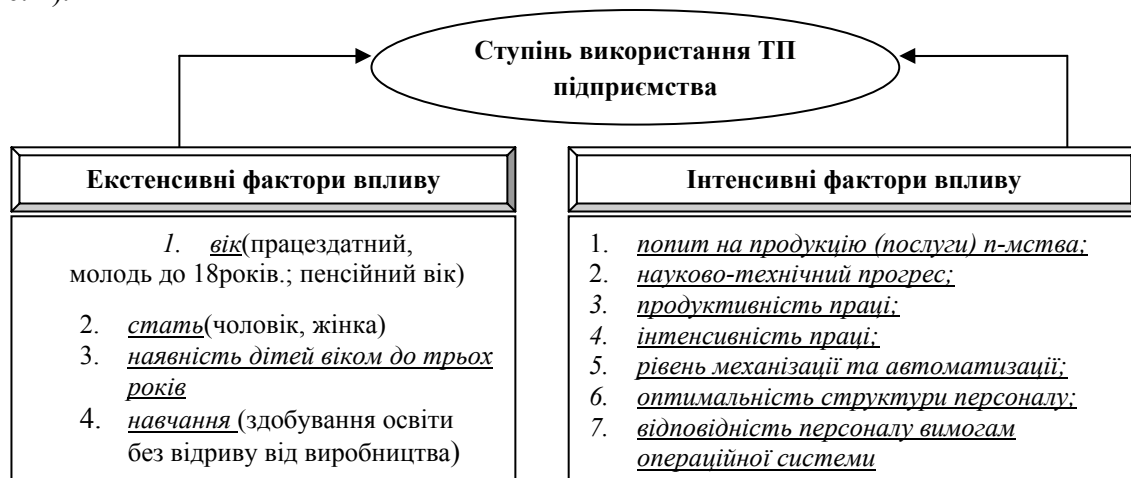 Ступінь використання ТП
підприємства
Екстенсивні фактори впливу
1. вік(працездатний,
молодь до 18років.; пенсійний вік)
2. стать(чоловік, жінка)
3. наявність дітей віком до трьох
років
4. навчання (здобування освіти
без відриву від виробництва)
Інтенсивні фактори впливу
1. попит на продукцію (послуги) п-мства;
2. науково-технічний прогрес;
3. продуктивність праці;
4. інтенсивність праці;
5. рівень механізації та автоматизації;
6. оптимальність структури персоналу;
7. відповідність персоналу вимогам
операційної системи